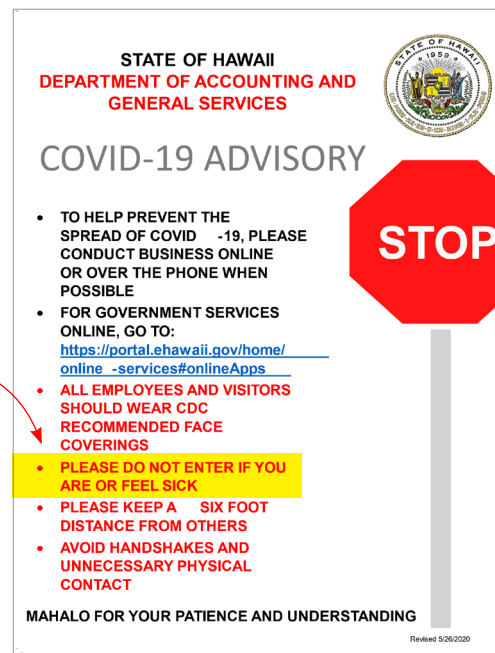 STATE OF HAWAII
DEPARTMENT OF ACCOUNTING AND
GENERAL SERVICES
STATE OF HAWAII
1959
COVID-19 ADVISORY
STOP
• TO HELP PREVENT THE
SPREAD OF COVID -19, PLEASE
CONDUCT BUSINESS ONLINE
OR OVER THE PHONE WHEN
POSSIBLE
• FOR GOVERNMENT SERVICES
ONLINE, GO TO:
https://portal.ehawaii.gov/home/
online -services#onlineApps
• ALL EMPLOYEES AND VISITORS
SHOULD WEAR CDC
RECOMMENDED FACE
COVERINGS
• PLEASE DO NOT ENTER IF YOU
ARE OR FEEL SICK
• PLEASE KEEP A SIX FOOT
DISTANCE FROM OTHERS
• AVOID HANDSHAKES AND
UNNECESSARY PHYSICAL
CONTACT
MAHALO FOR YOUR PATIENCE AND UNDERSTANDING
Revised 5/26/2020